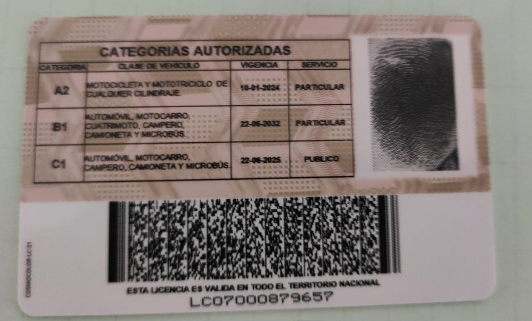 CATEGORIAS AUTORIZADAS
CATEGORIA CLASE DE VEHÍCULO VIGENCIA SERVICIO
A2 MOTOCICLETA Y MOTOTRICICLO DE CUALQUIER CILINDRAJE. 10-01-2024 PARTICULAR
B1 AUTOMÓVIL, MOTOCARRO, CUATRIMOTO, CAMPERO, CAMIONETA Y MICROBÚS. 22-06-2032 PARTICULAR
C1 AUTOMÓVIL, MOTOCARRO, CAMPERO, CAMIONETA Y MICROBÚS. 22-06-2025 PUBLICO
ESTA LICENCIA ES VALIDA EN TODO EL TERRITORIO NACIONAL
LC07000879657